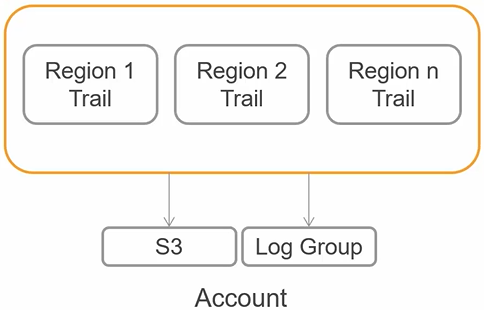 Region 1
Trail
Region 2
Trail
Region n
Trail
S3
Log Group
Account